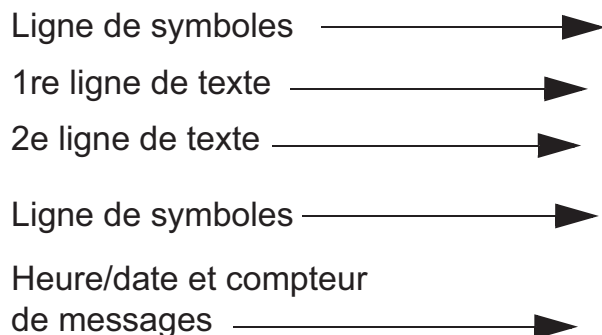 Ligne de symboles
1re ligne de texte
2e ligne de texte
Ligne de symboles
Heure/date et compteur
de messages